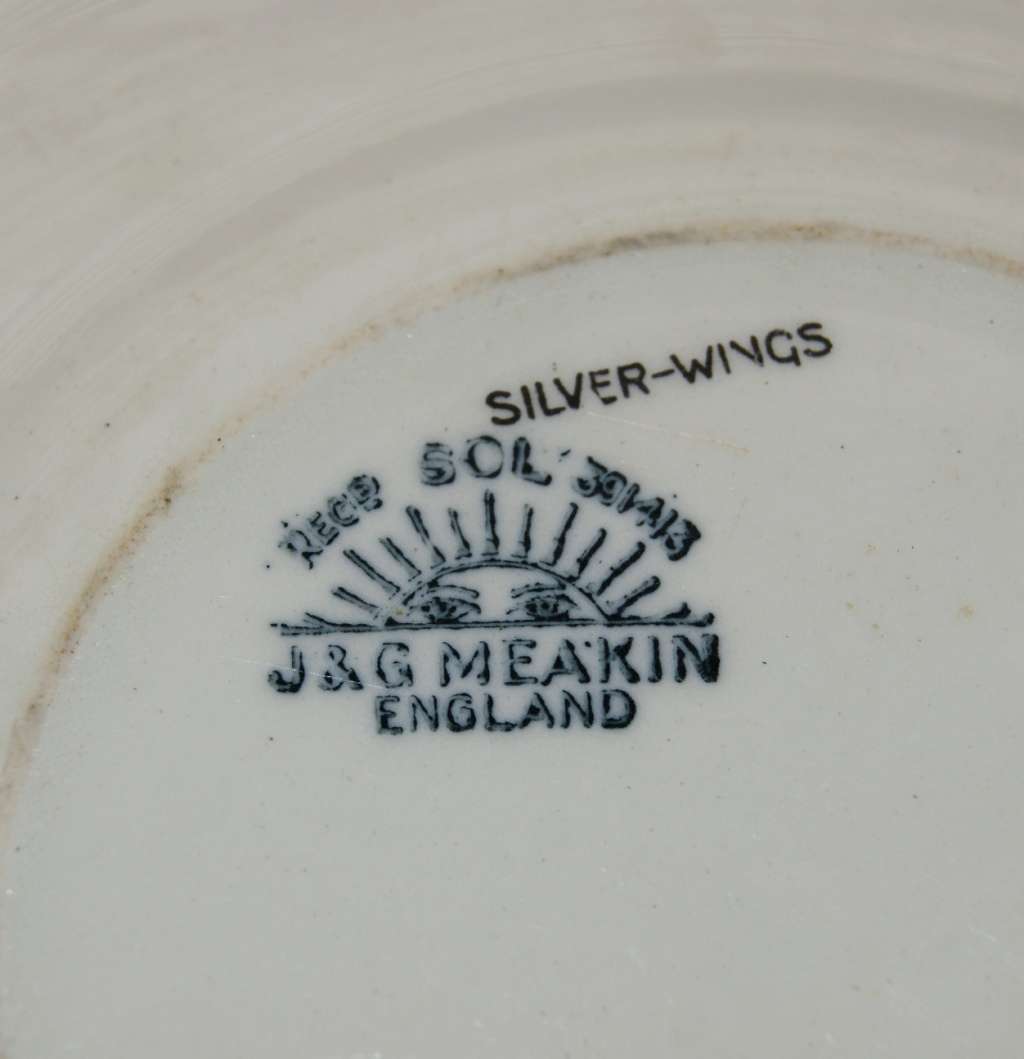 SILVER-WINGS
REGD SOL 391413
J&G MEAKIN
ENGLAND